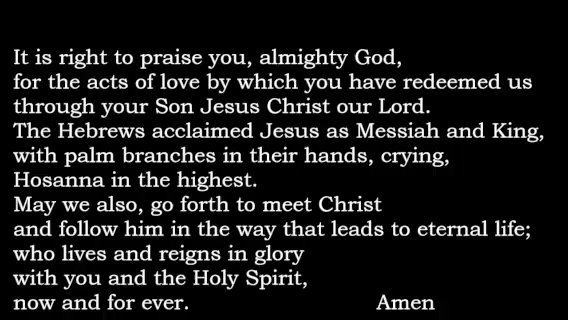 It is right to praise you, almighty God,
for the acts of love by which you have redeemed us
through your Son Jesus Christ our Lord.
The Hebrews acclaimed Jesus as Messiah and King,
with palm branches in their hands, crying,
Hosanna in the highest.
May we also, go forth to meet Christ
and follow him in the way that leads to eternal life;
who lives and reigns in glory
with you and the Holy Spirit,
now and for ever. Amen